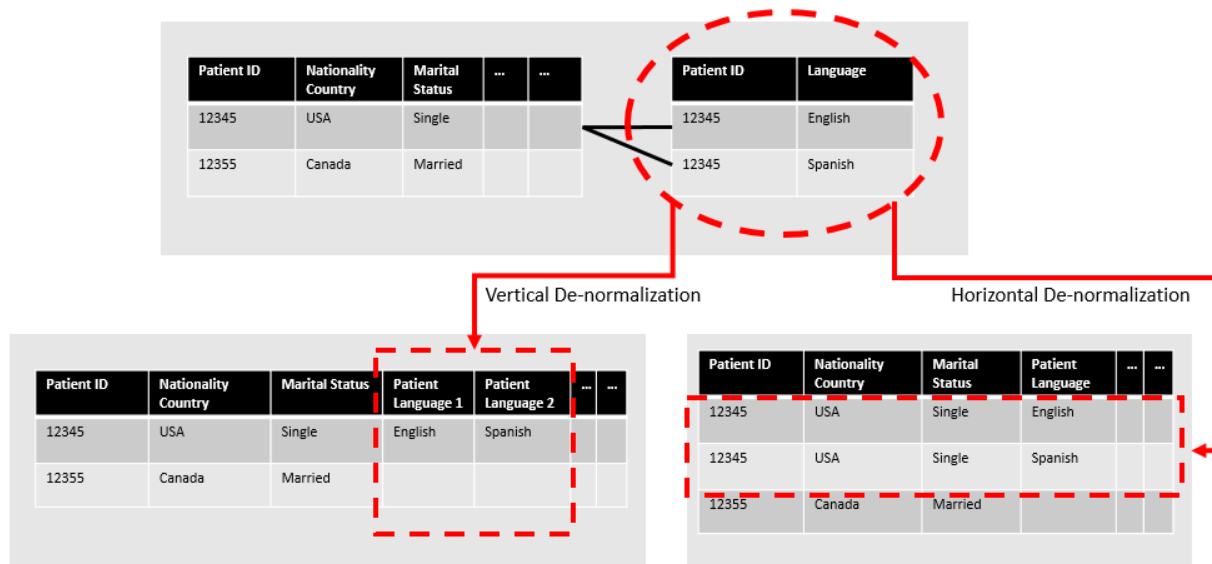 Patient ID Nationality Country Marital Status ... ...
12345 USA Single
12355 Canada Married
Patient ID Language
12345 English
12345 Spanish
Vertical De-normalization
Horizontal De-normalization
Patient ID Nationality Country Marital Status Patient Language 1 Patient Language 2 ... ...
12345 USA Single English Spanish
12355 Canada Married
Patient ID Nationality Country Marital Status Patient Language ... ...
12345 USA Single English
12345 USA Single Spanish
12355 Canada Married